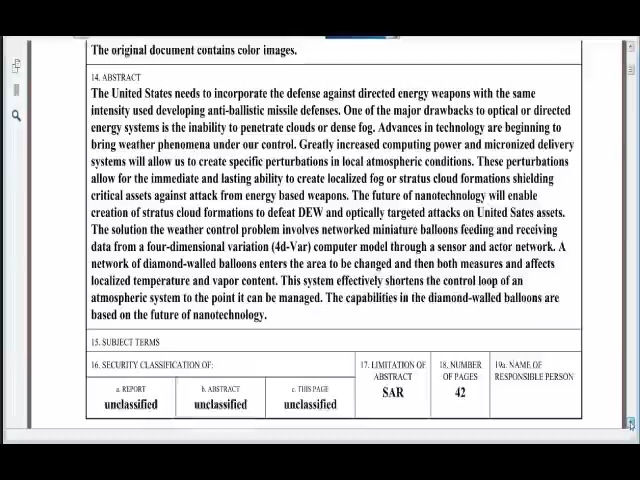 The original document contains color images.
14. ABSTRACT
The United States needs to incorporate the defense against directed energy weapons with the same
intensity used developing anti-ballistic missile defenses. One of the major drawbacks to optical or directed
energy systems is the inability to penetrate clouds or dense fog. Advances in technology are beginning to
bring weather phenomena under our control. Greatly increased computing power and micronized delivery
systems will allow us to create specific perturbations in local atmospheric conditions. These perturbations
allow for the immediate and lasting ability to create localized fog or stratus cloud formations shielding
critical assets against attack from energy based weapons. The future of nanotechnology will enable
creation of stratus cloud formations to defeat DEW and optically targeted attacks on United Sates assets.
The solution the weather control problem involves networked miniature balloons feeding and receiving
data from a four-dimensional variation (4d-Var) computer model through a sensor and actor network. A
network of diamond-walled balloons enters the area to be changed and then both measures and affects
localized temperature and vapor content. This system effectively shortens the control loop of an
atmospheric system to the point it can be managed. The capabilities in the diamond-walled balloons are
based on the future of nanotechnology.
15. SUBJECT TERMS
16. SECURITY CLASSIFICATION OF:
17. LIMITATION OF
ABSTRACT
SAR
18. NUMBER
OF PAGES
42
19a. NAME OF
RESPONSIBLE PERSON
a. REPORT
unclassified
b. ABSTRACT
unclassified
c. THIS PAGE
unclassified